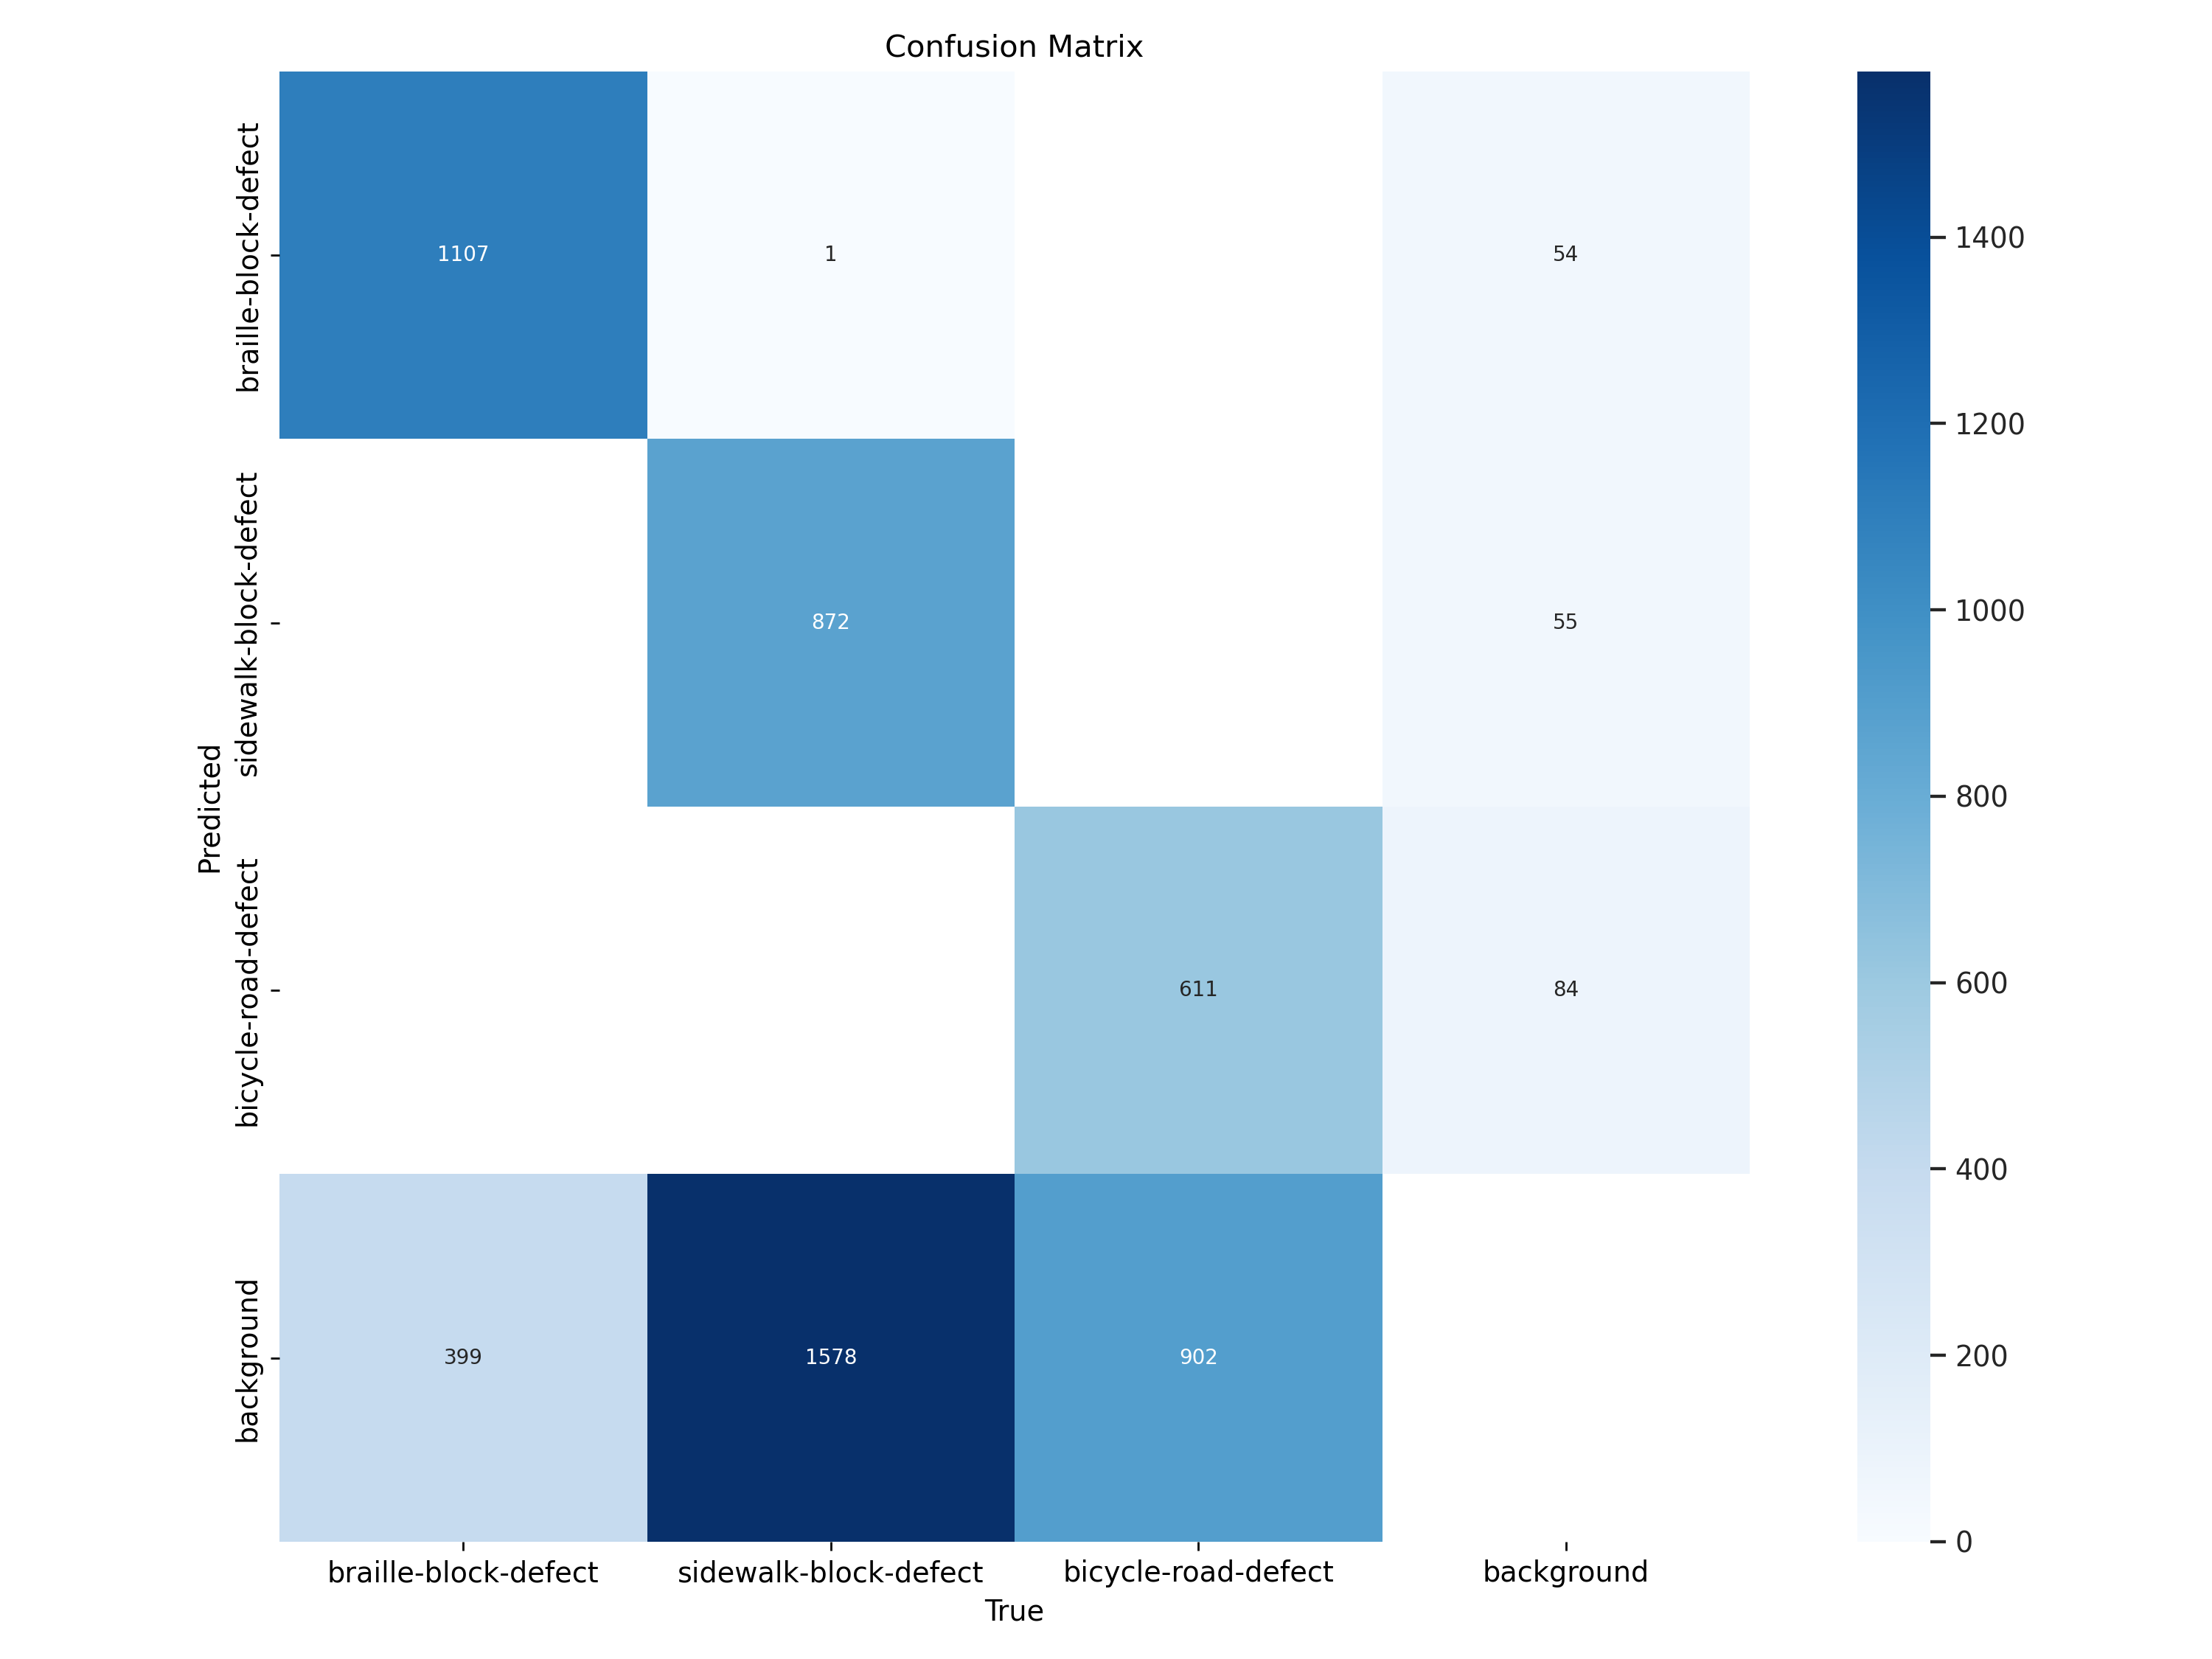 Confusion Matrix
braille-block-defect
1107
1
54
sidewalk-block-defect
872
55
bicycle-road-defect
611
84
background
399
1578
902
Predicted
braille-block-defect
sidewalk-block-defect
bicycle-road-defect
background
True
1400
1200
1000
800
600
400
200
0